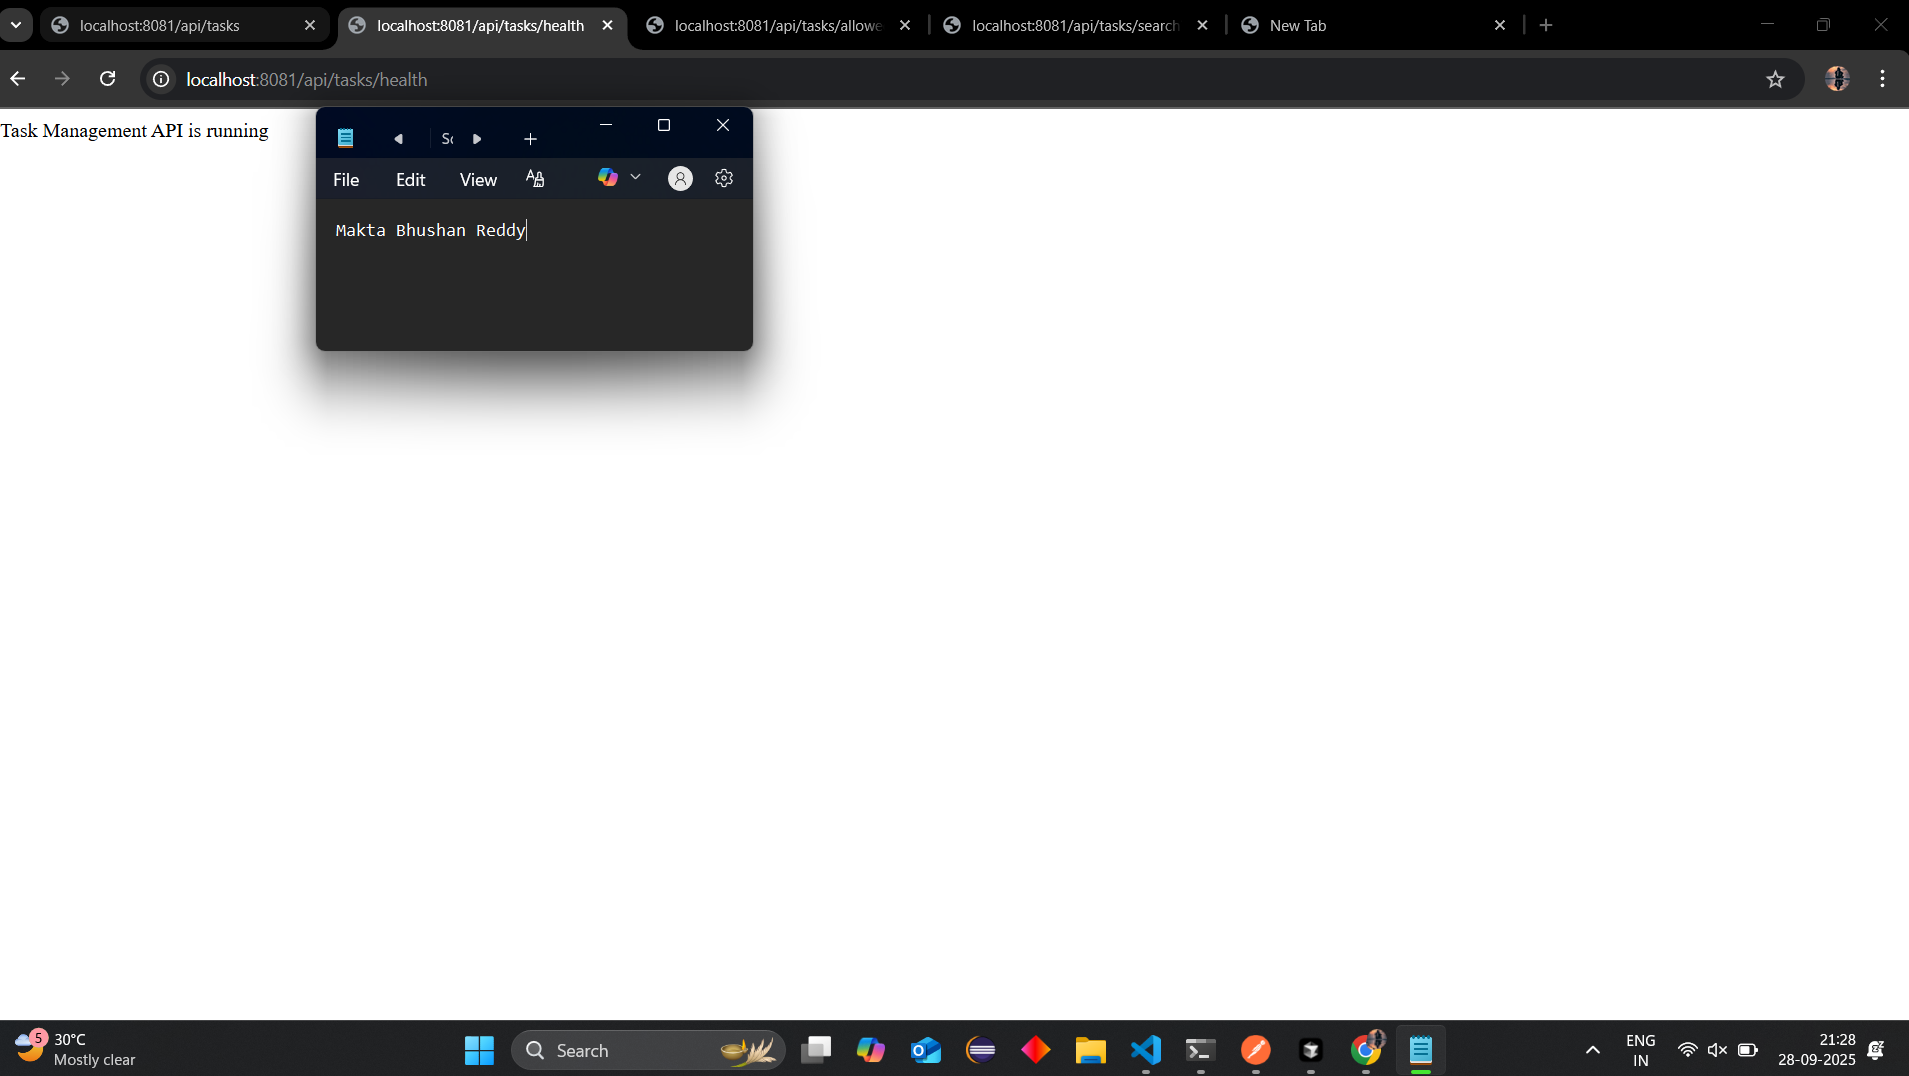 localhost:8081/api/tasks
localhost:8081/api/tasks/health
localhost:8081/api/tasks/allowe
localhost:8081/api/tasks/search
New Tab
localhost:8081/api/tasks/health
Task Management API is running
Sc
File Edit View
Makta Bhushan Reddy
5
30°C
Mostly clear
Search
ENG
IN
21:28
28-09-2025